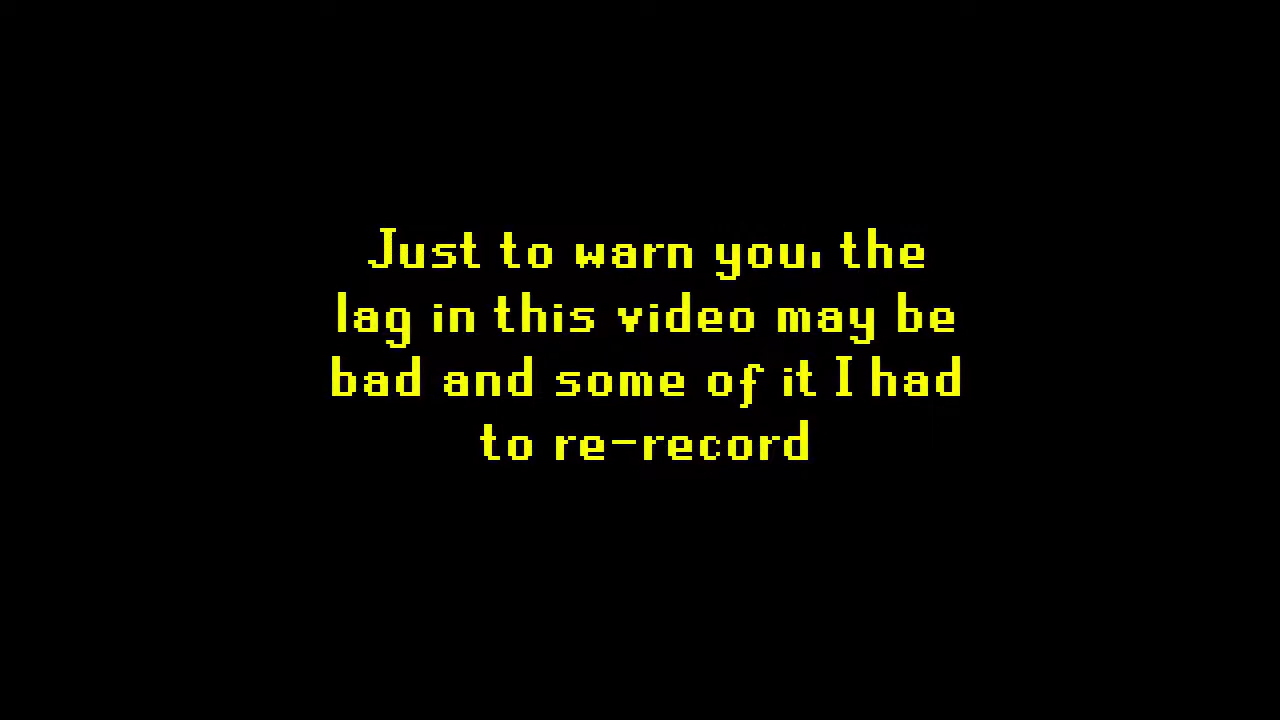 Just to warn you, the
lag in this video may be
bad and some of it I had
to re-record